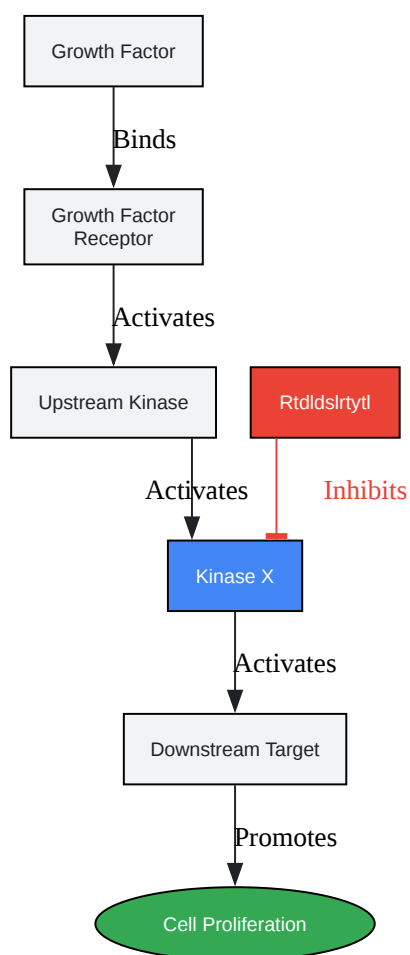 Growth Factor
Binds
Growth Factor
Receptor
Activates
Upstream Kinase
Rtdldslrtytl
Activates
Inhibits
Kinase X
Activates
Downstream Target
Promotes
Cell Proliferation